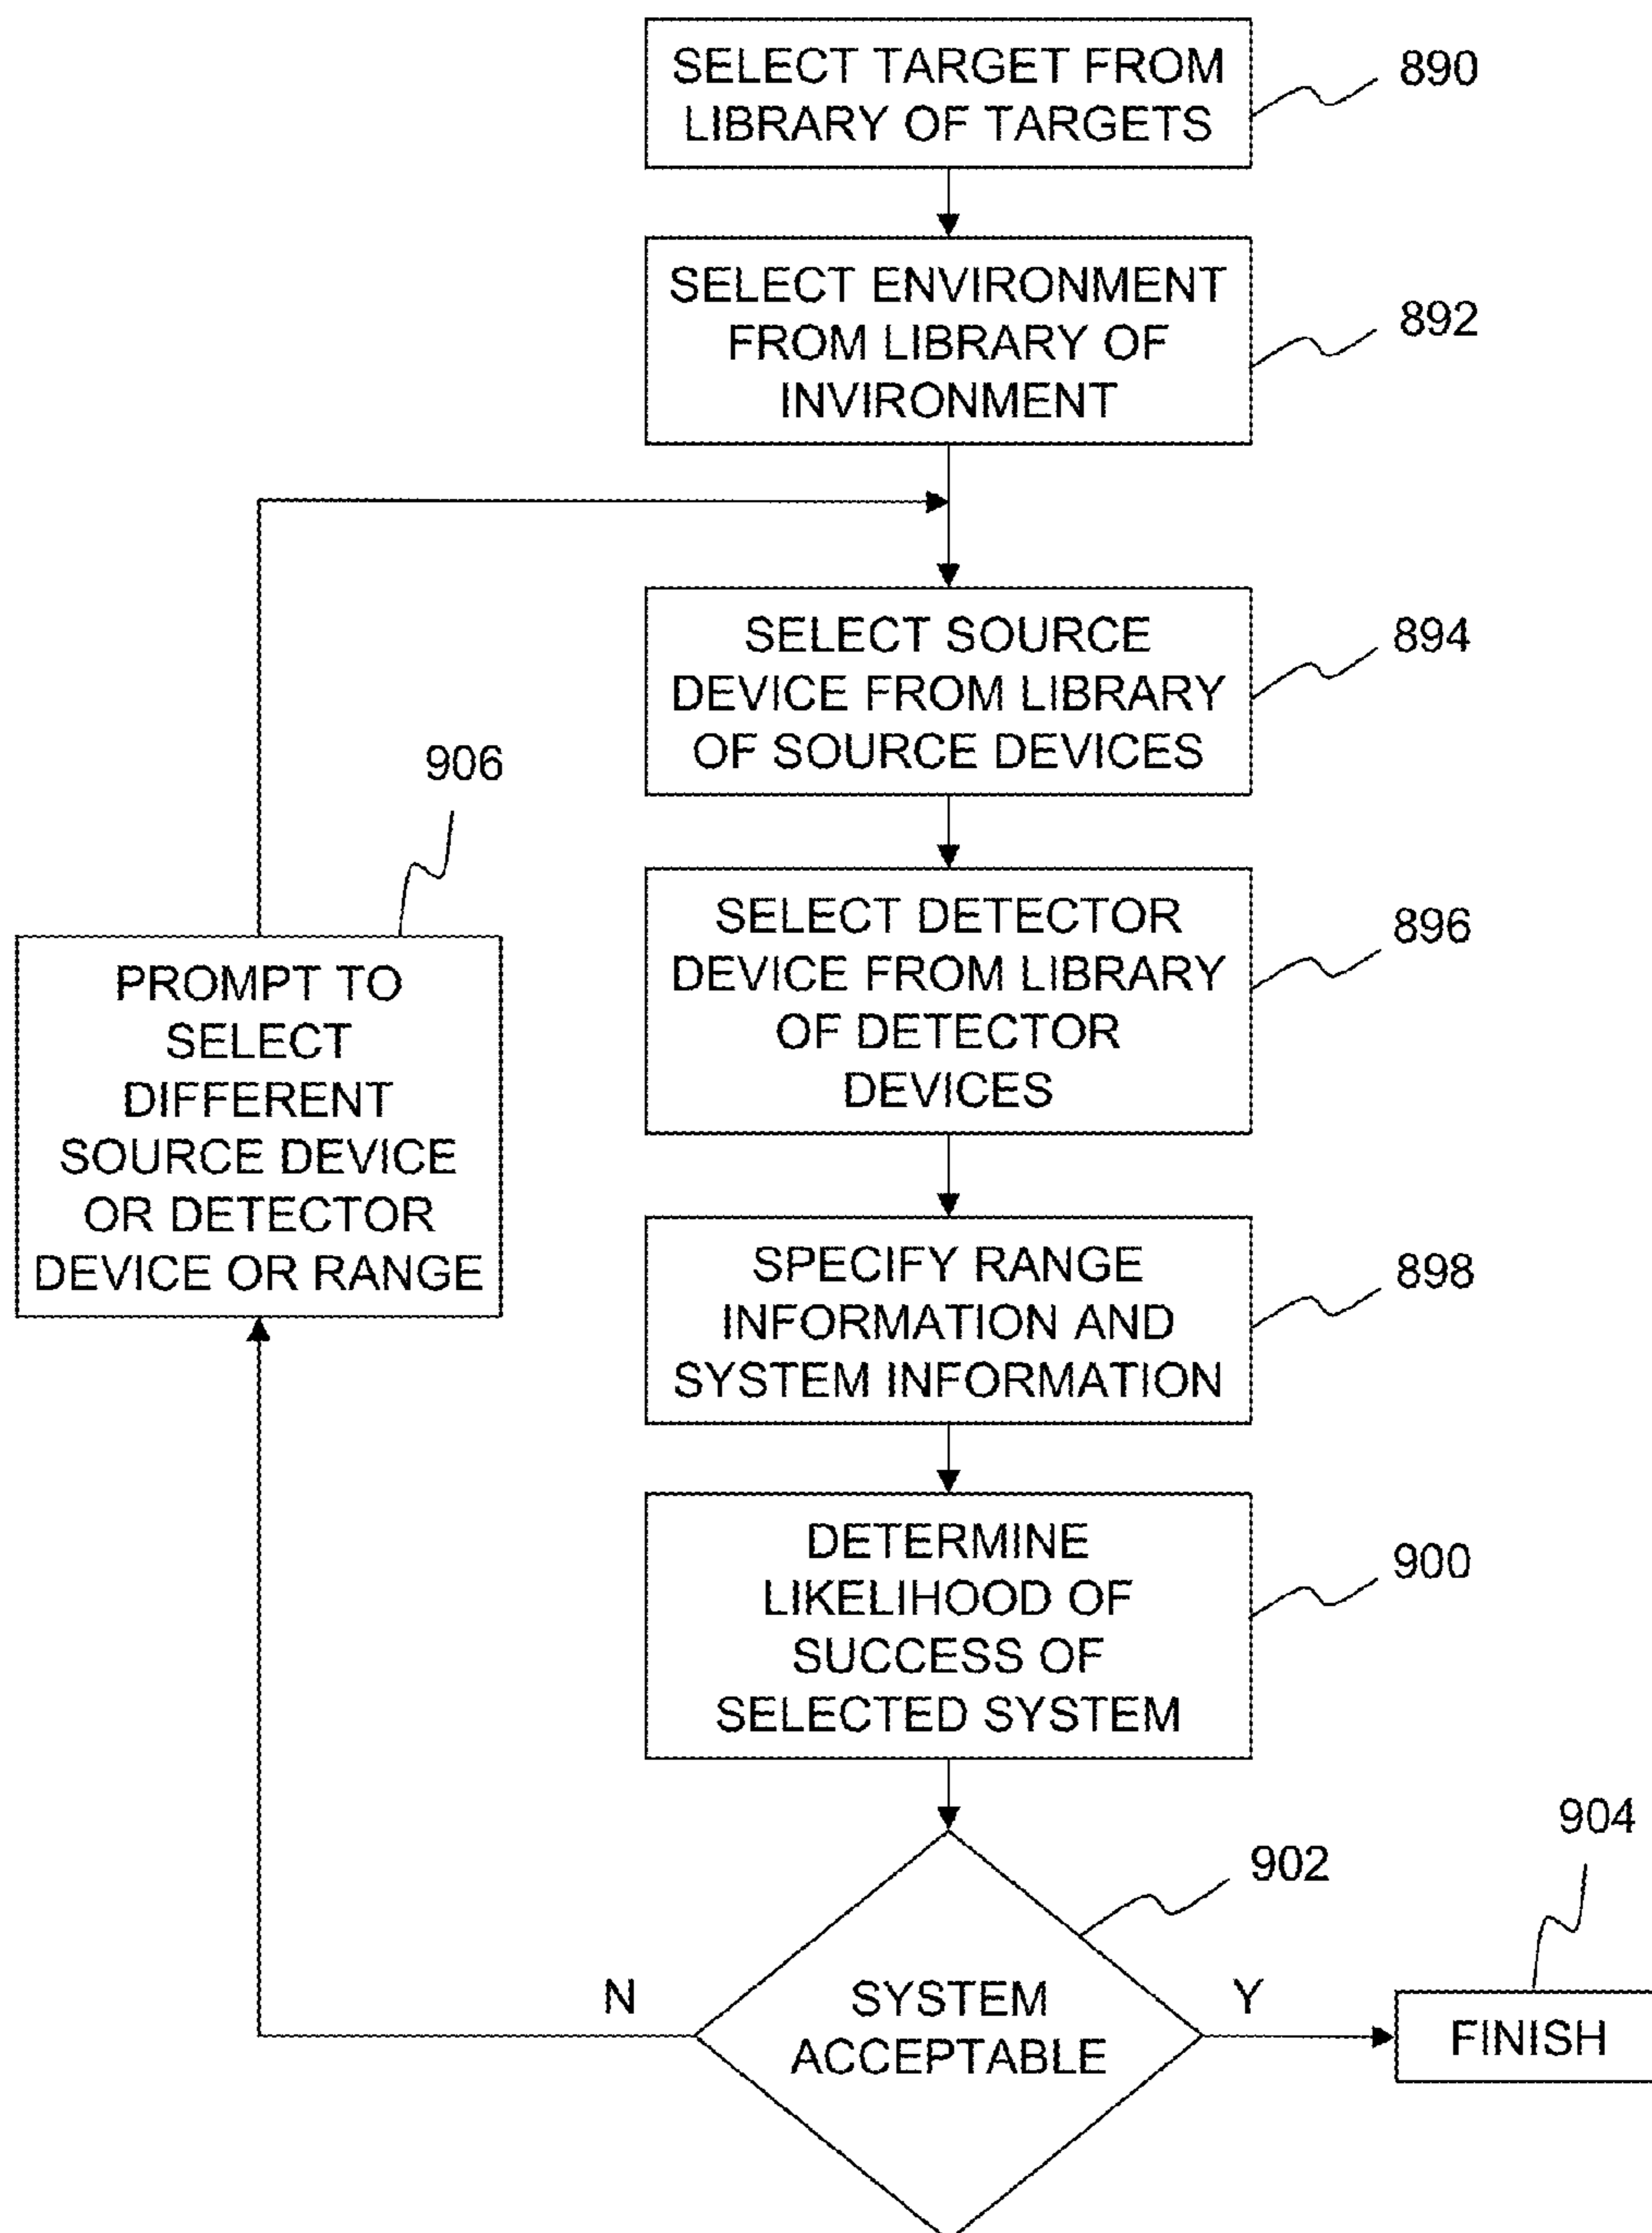 SELECT TARGET FROM
LIBRARY OF TARGETS
890
SELECT ENVIRONMENT
FROM LIBRARY OF
INVIRONMENT
892
SELECT SOURCE
DEVICE FROM LIBRARY
OF SOURCE DEVICES
894
906
PROMPT TO
SELECT
DIFFERENT
SOURCE DEVICE
OR DETECTOR
DEVICE OR RANGE
SELECT DETECTOR
DEVICE FROM LIBRARY
OF DETECTOR
DEVICES
896
SPECIFY RANGE
INFORMATION AND
SYSTEM INFORMATION
898
DETERMINE
LIKELIHOOD OF
SUCCESS OF
SELECTED SYSTEM
900
902
SYSTEM
ACCEPTABLE
N
Y
904
FINISH